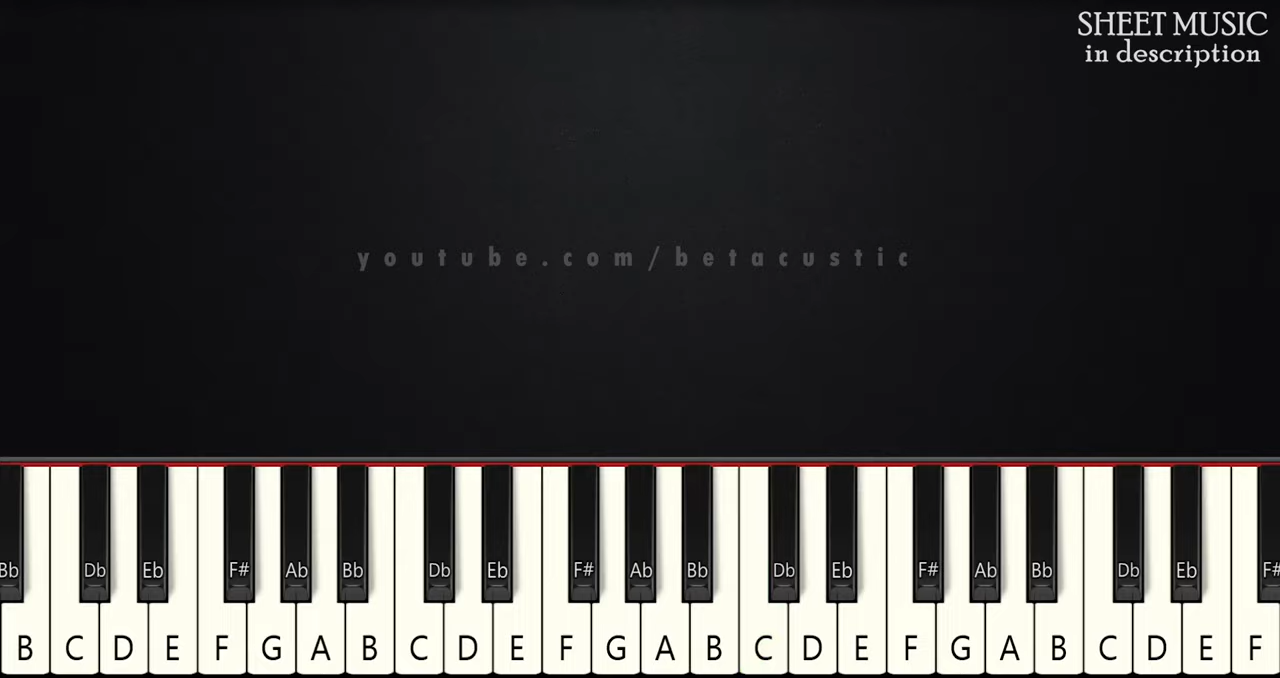 SHEET MUSIC
in description
youtube.com/betacustic
Bb Db Eb F# Ab Bb Db Eb F# Ab Bb Db Eb F# Ab Bb Db Eb F#
B C D E F G A B C D E F G A B C D E F G A B C D E F